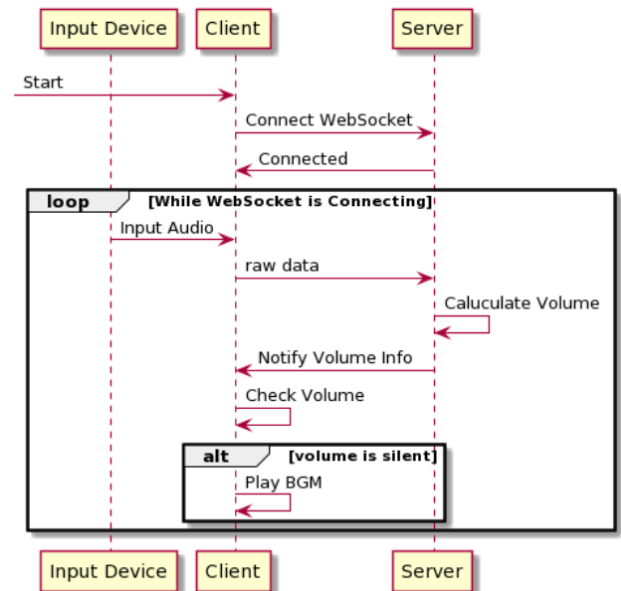 Input Device Client Server
Start
Connect WebSocket
Connected
loop [While WebSocket is Connecting]
Input Audio
raw data
Caluculate Volume
Notify Volume Info
Check Volume
alt [volume is silent]
Play BGM
Input Device Client Server